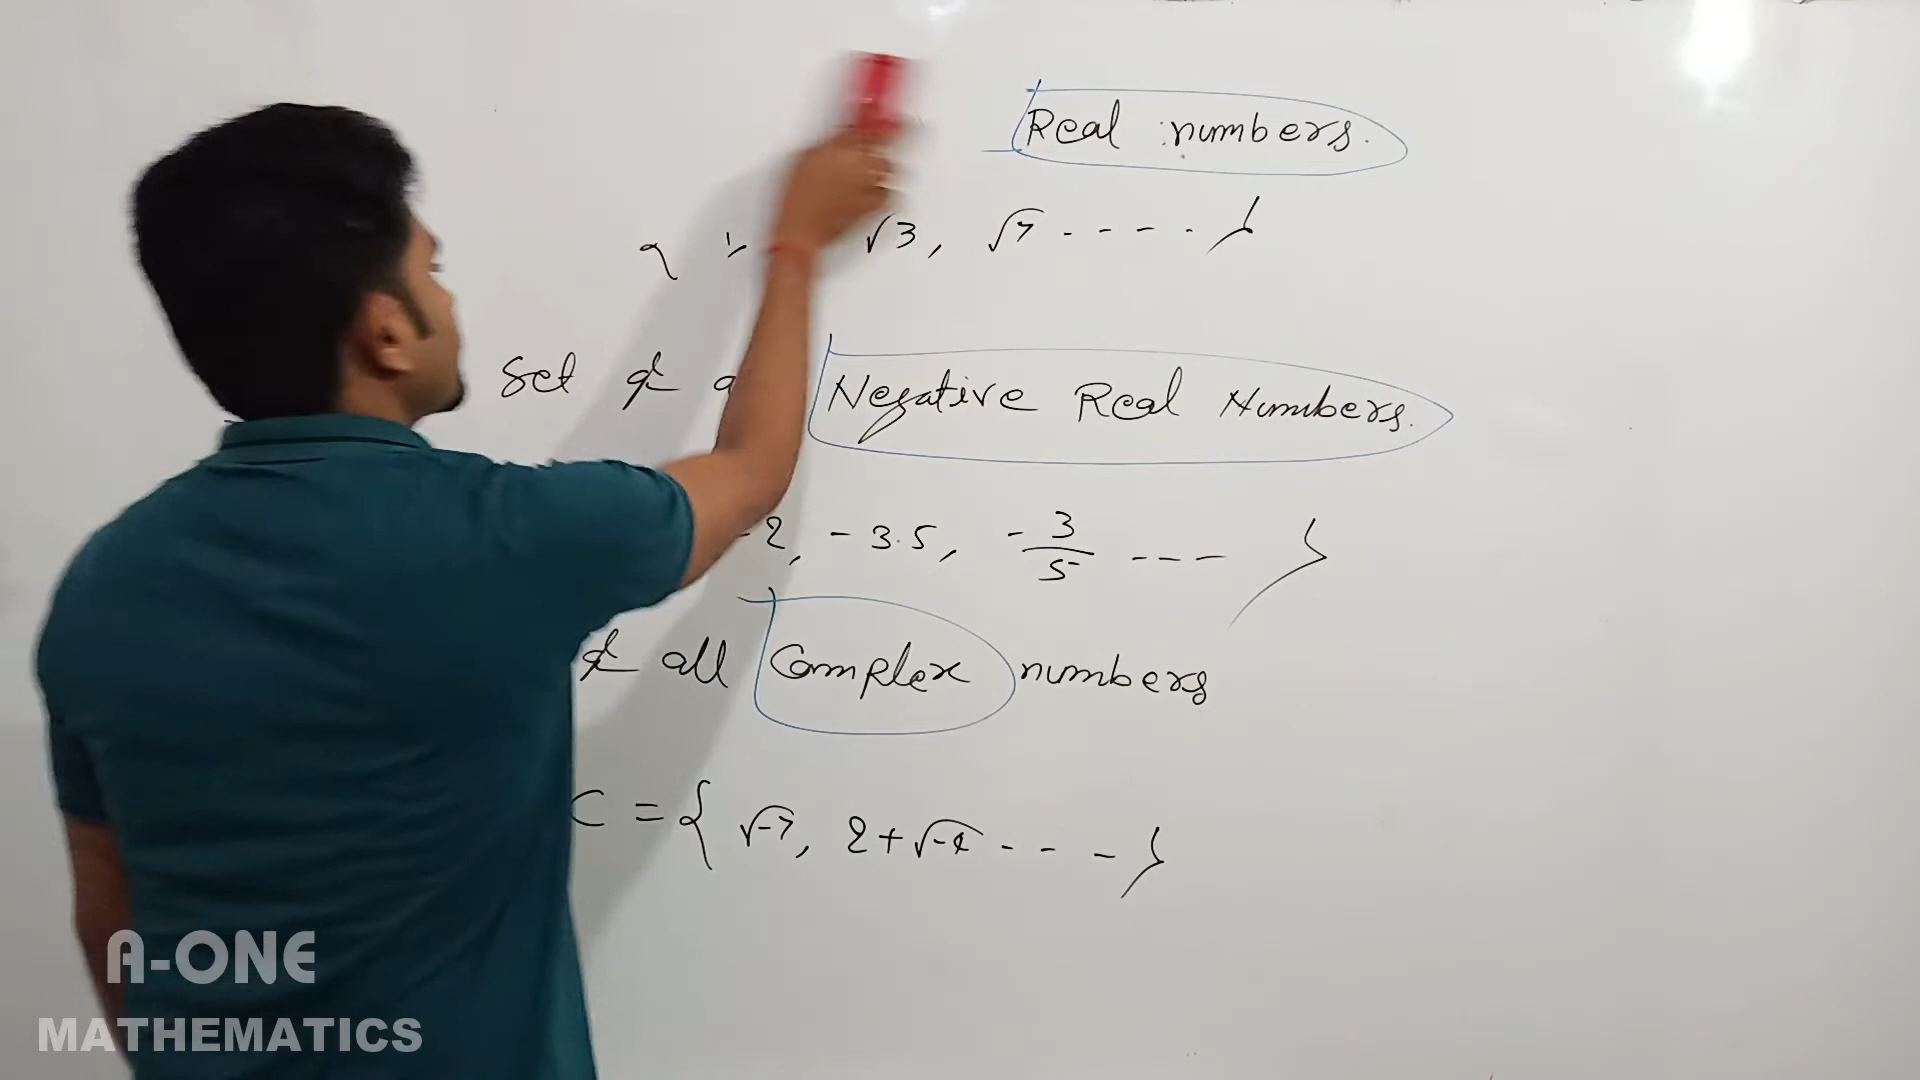 Real numbers.
√3, √7 ----- }
Set of Negative Real Numbers.
-2, -3.5, -3/5 --- }
of all Complex numbers
C = { √-7, 2+√-4 --- }
A-ONE
MATHEMATICS